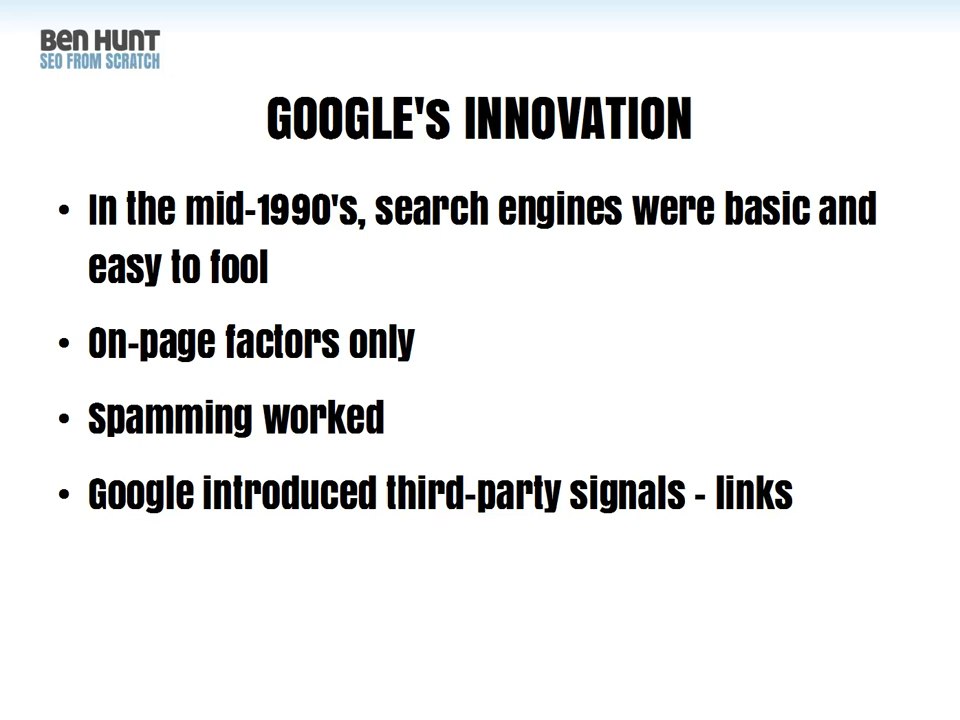 Ben Hunt
SEO FROM SCRATCH
GOOGLE's INNOVATION
• In the mid-1990's, search engines were basic and
easy to fool
• On-page factors only
• Spamming worked
• Google introduced third-party signals - links